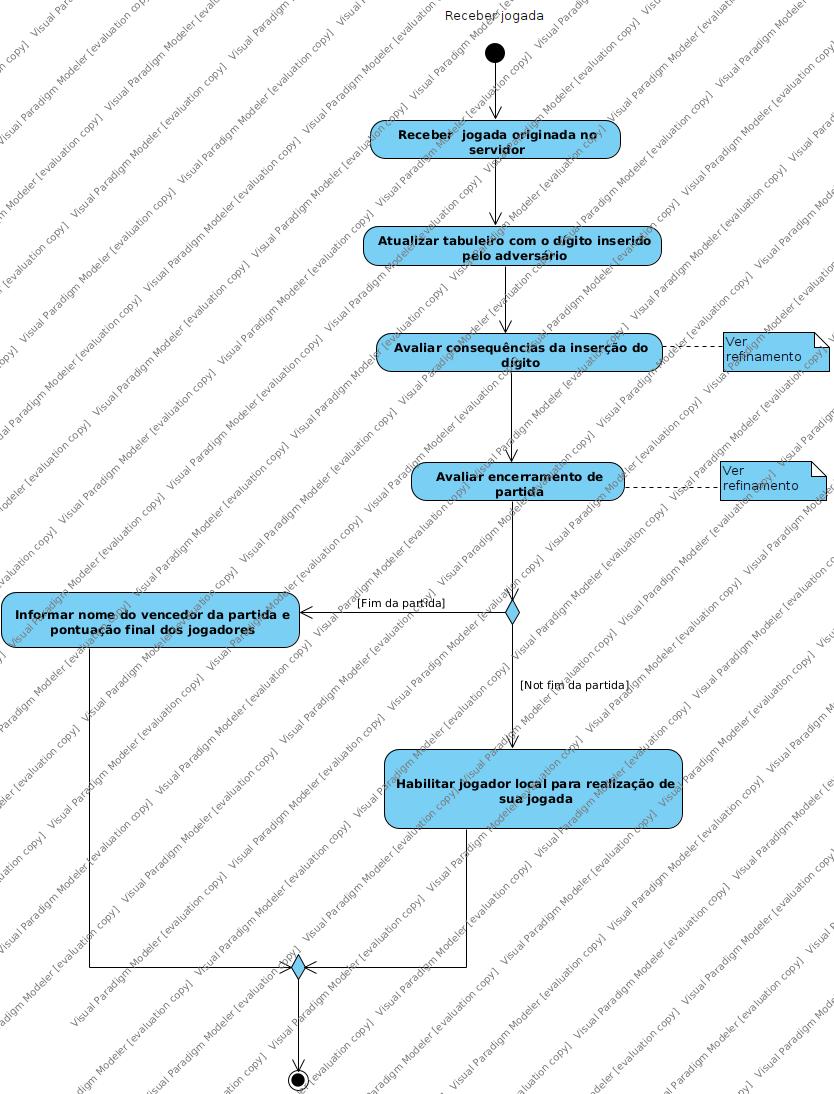 Receber jogada
Receber jogada originada no
servidor
Atualizar tabuleiro com o dígito inserido
pelo adversário
Avaliar consequências da inserção do
dígito
Ver
refinamento
Avaliar encerramento de
partida
Ver
refinamento
[Fim da partida]
Informar nome do vencedor da partida e
pontuação final dos jogadores
[Not fim da partida]
Habilitar jogador local para realização de
sua jogada
Visual Paradigm Modeler [evaluation copy]